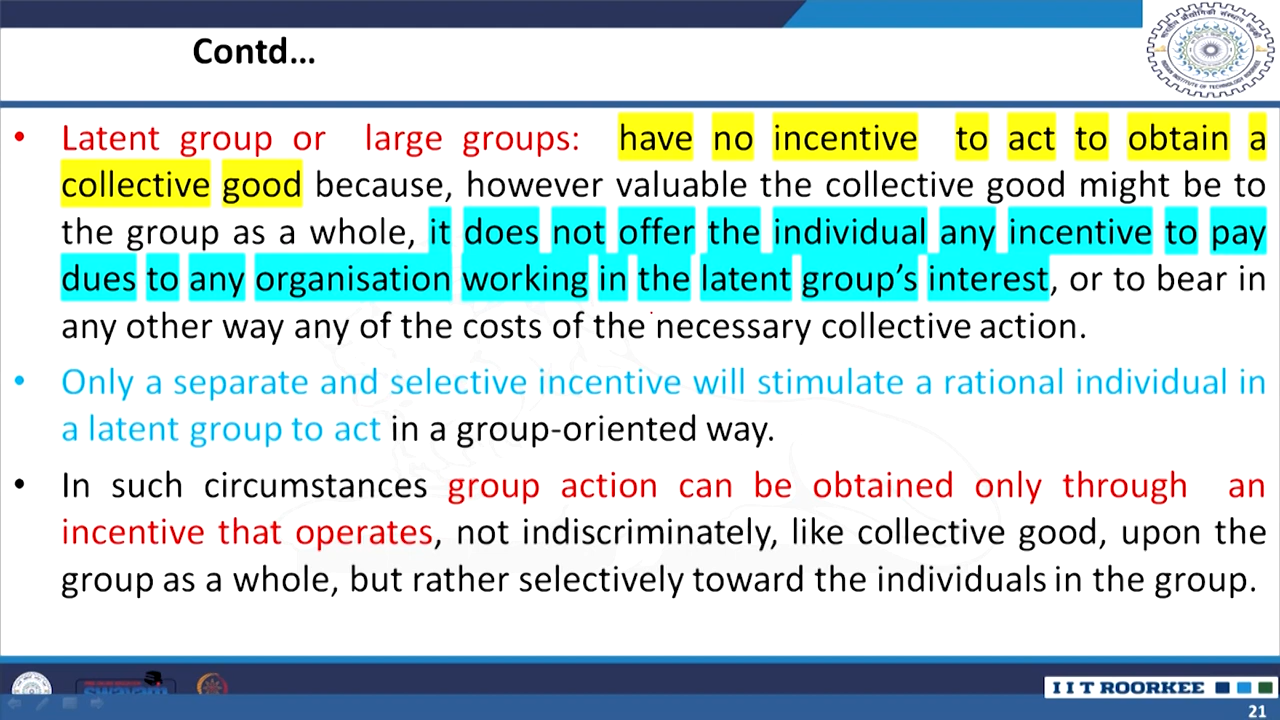 Contd...
• Latent group or large groups: have no incentive to act to obtain a
collective good because, however valuable the collective good might be to
the group as a whole, it does not offer the individual any incentive to pay
dues to any organisation working in the latent group's interest, or to bear in
any other way any of the costs of the necessary collective action.
• Only a separate and selective incentive will stimulate a rational individual in
a latent group to act in a group-oriented way.
• In such circumstances group action can be obtained only through an
incentive that operates, not indiscriminately, like collective good, upon the
group as a whole, but rather selectively toward the individuals in the group.
swayam
IIT ROORKEE
21